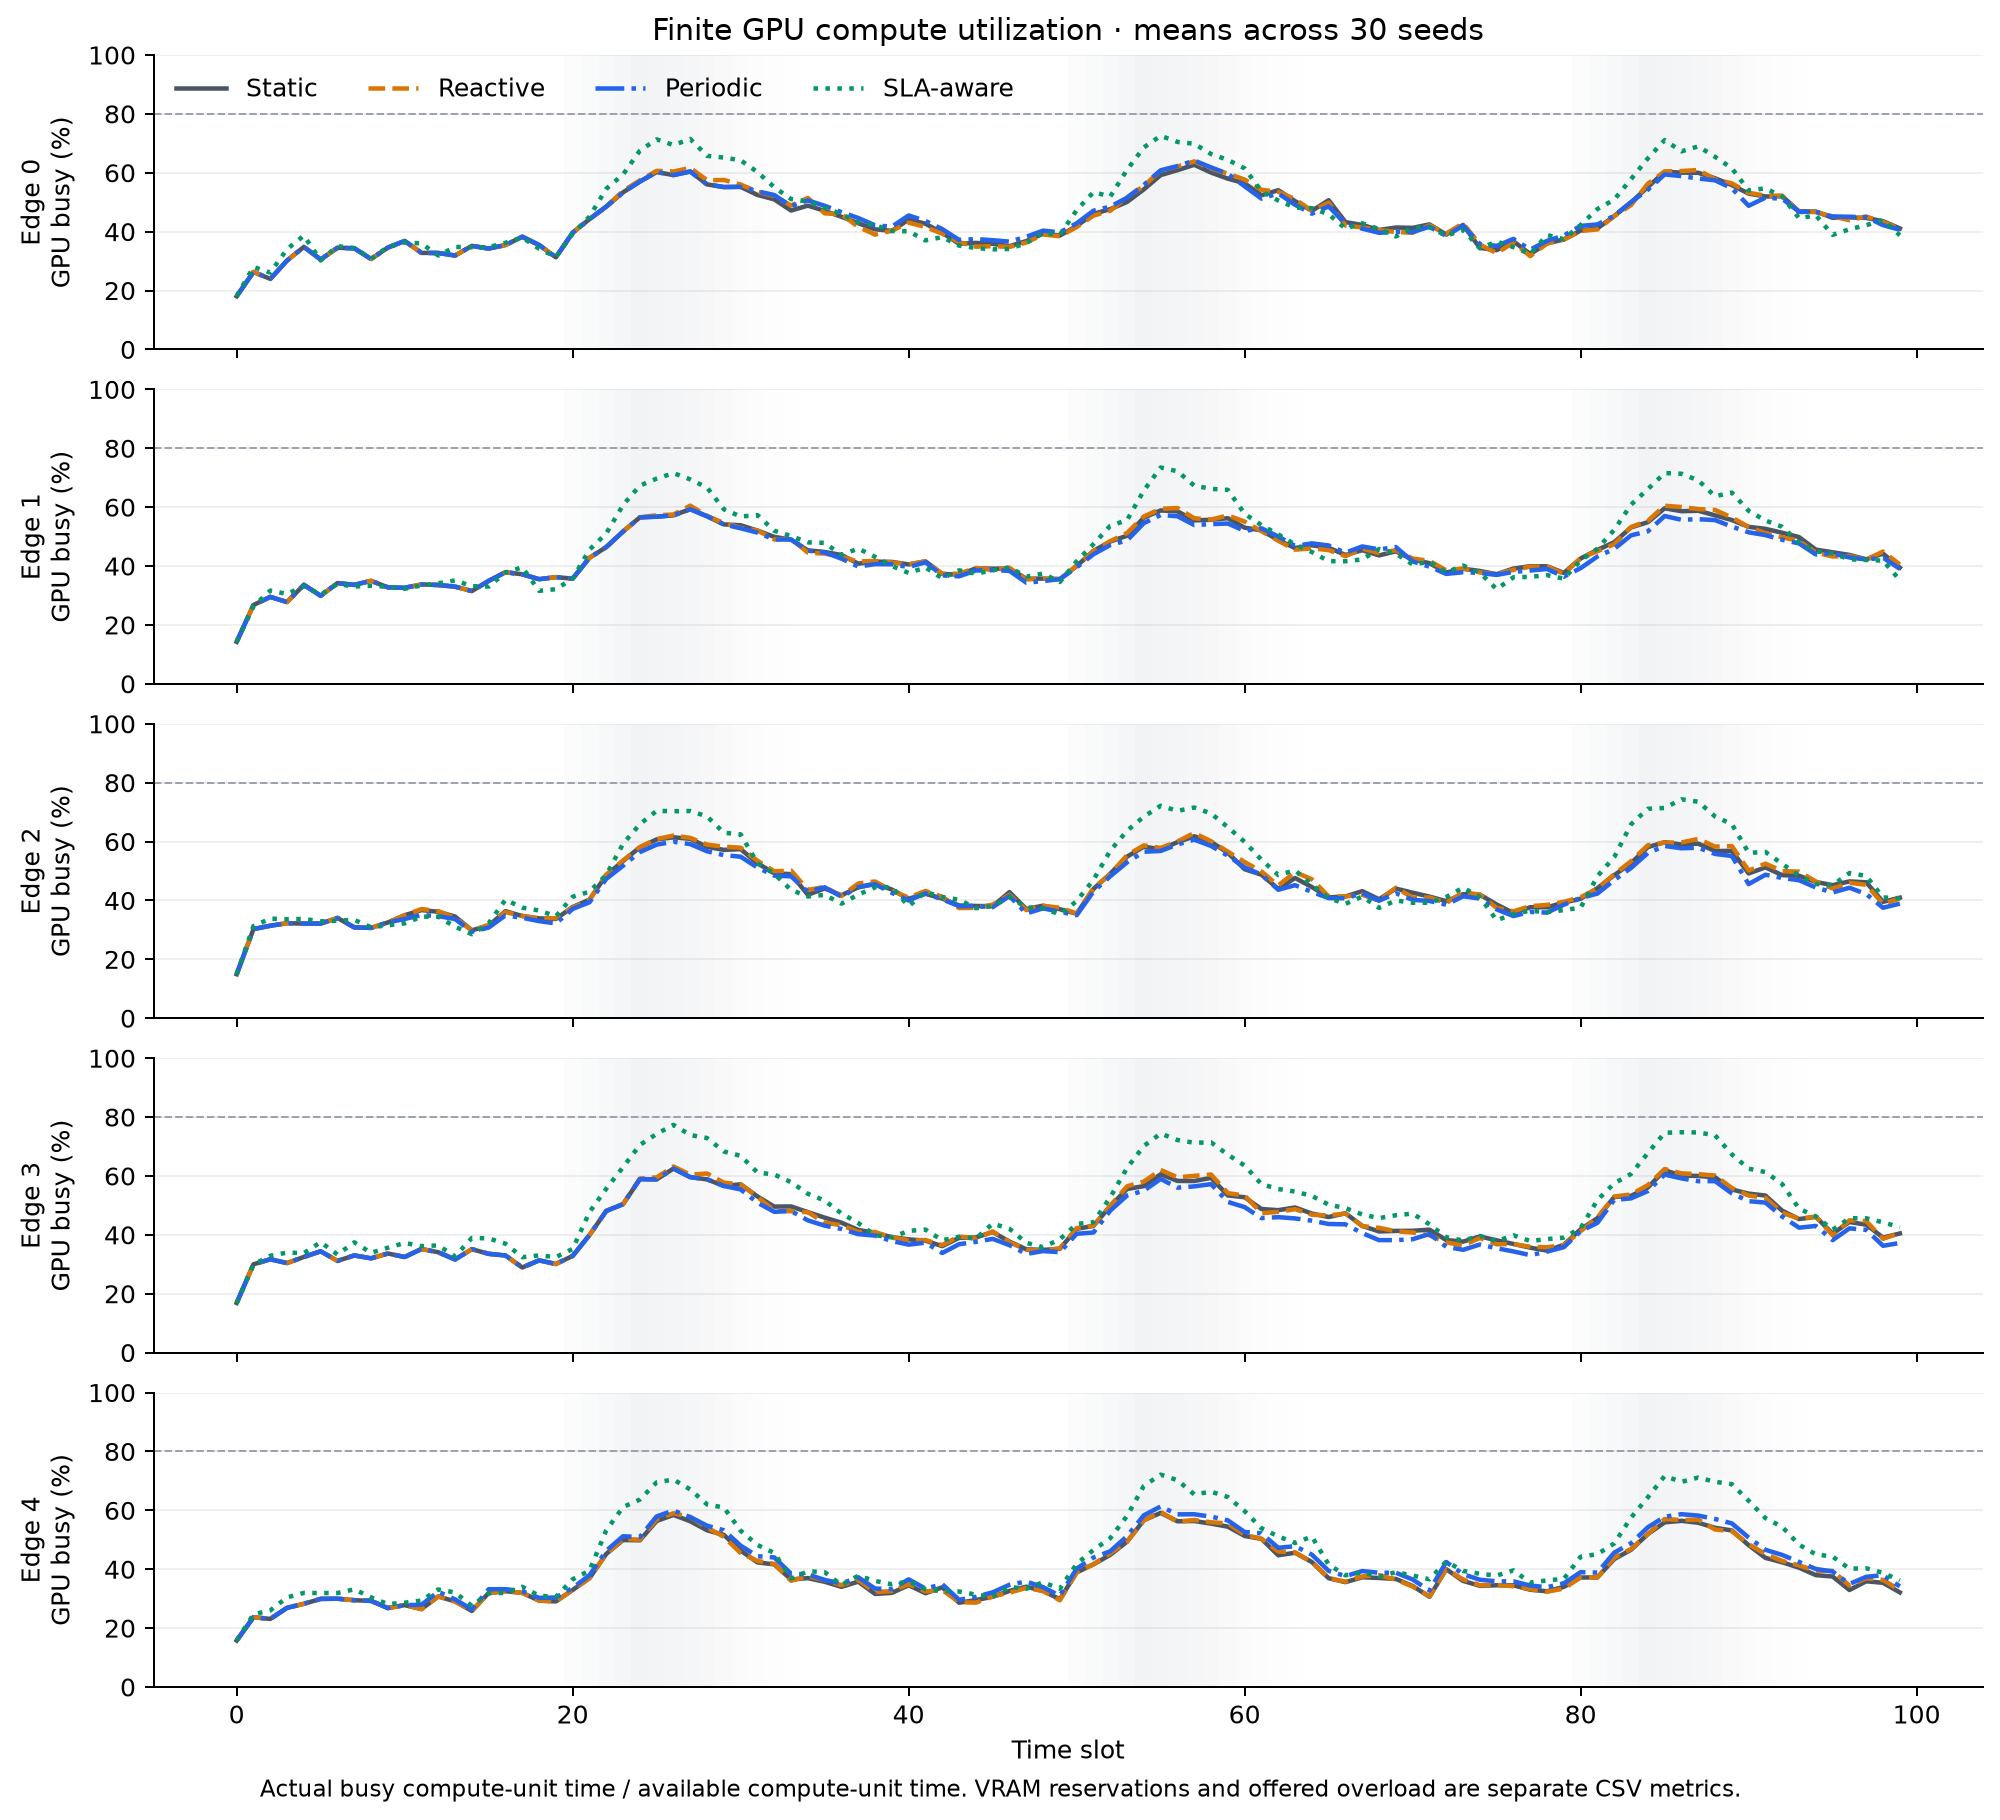 Finite GPU compute utilization · means across 30 seeds
Static Reactive Periodic SLA-aware
Edge 0
GPU busy (%)
100
80
60
40
20
0
Edge 1
GPU busy (%)
100
80
60
40
20
0
Edge 2
GPU busy (%)
100
80
60
40
20
0
Edge 3
GPU busy (%)
100
80
60
40
20
0
Edge 4
GPU busy (%)
100
80
60
40
20
0
0 20 40 60 80 100
Time slot
Actual busy compute-unit time / available compute-unit time. VRAM reservations and offered overload are separate CSV metrics.